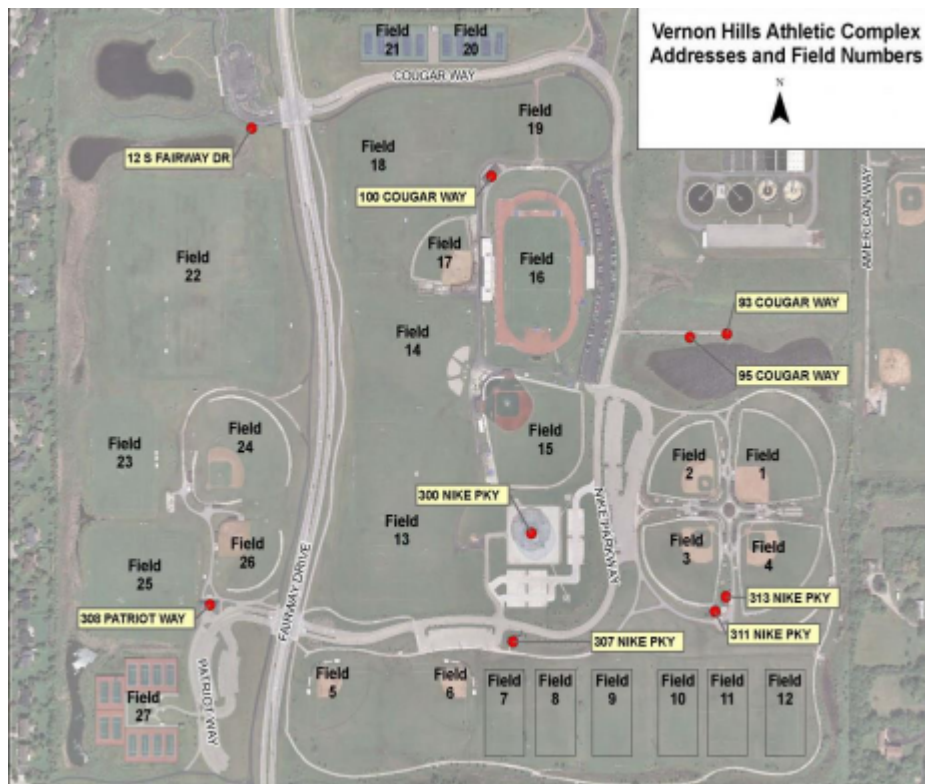 Vernon Hills Athletic Complex
Addresses and Field Numbers
N
Field
21
Field
20
COUGAR WAY
Field
19
12 S FAIRWAY DR
Field
18
100 COUGAR WAY
AMERICAN WAY
Field
17
Field
16
Field
22
93 COUGAR WAY
Field
14
95 COUGAR WAY
Field
24
Field
23
Field
15
Field
2
Field
1
300 NIKE PKY
NIKE PARKWAY
Field
13
Field
26
Field
25
Field
3
Field
4
308 PATRIOT WAY
FAIRWAY DRIVE
313 NIKE PKY
311 NIKE PKY
307 NIKE PKY
PATRIOT WAY
Field
27
Field
5
Field
6
Field
7
Field
8
Field
9
Field
10
Field
11
Field
12